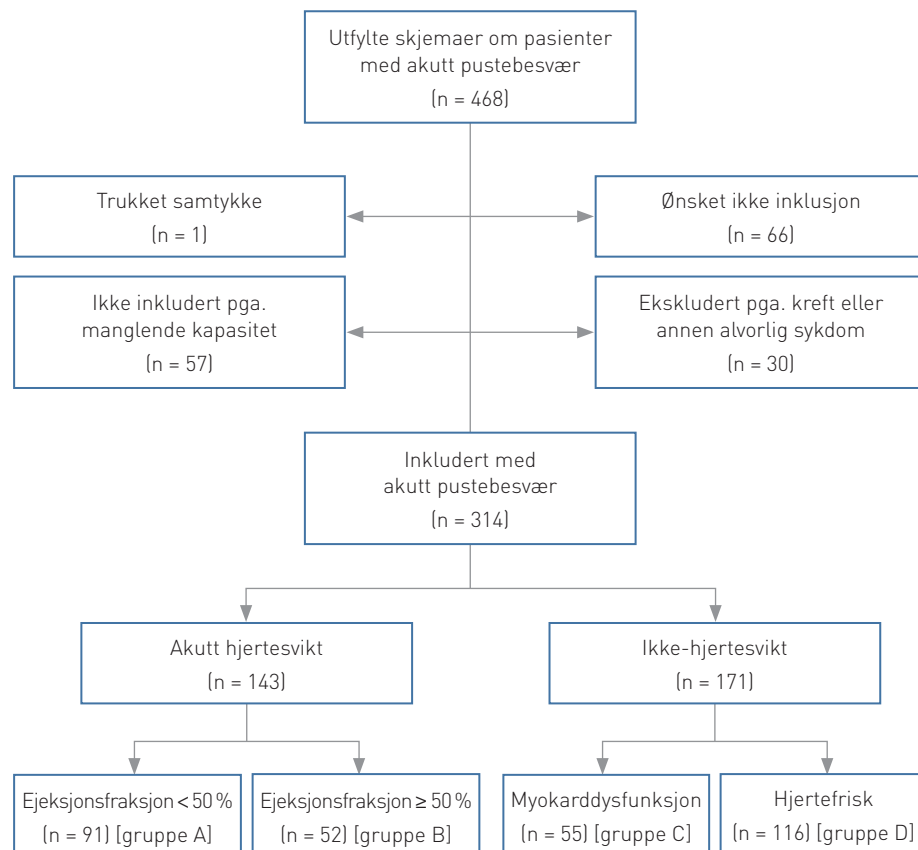 Utfylte skjemaer om pasienter
med akutt pustebesvær
(n = 468)
Trukket samtykke
(n = 1)
Ønsket ikke inklusjon
(n = 66)
Ikke inkludert pga.
manglende kapasitet
(n = 57)
Ekskludert pga. kreft eller
annen alvorlig sykdom
(n = 30)
Inkludert med
akutt pustebesvær
(n = 314)
Akutt hjertesvikt
(n = 143)
Ikke-hjertesvikt
(n = 171)
Ejeksjonsfraksjon < 50 %
(n = 91) [gruppe A]
Ejeksjonsfraksjon ≥ 50 %
(n = 52) [gruppe B]
Myokarddysfunksjon
(n = 55) [gruppe C]
Hjertefrisk
(n = 116) [gruppe D]